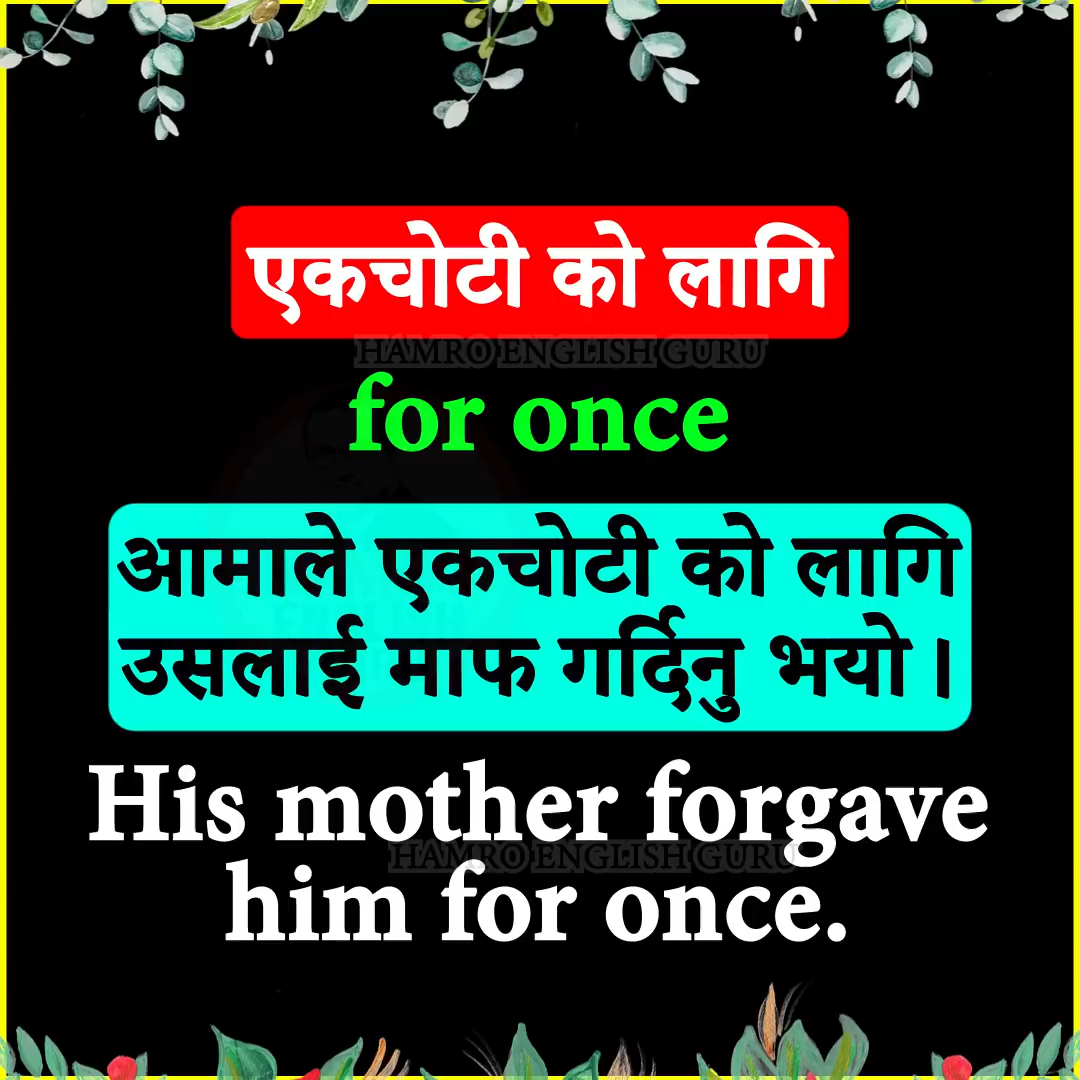 एकचोटी को लागि
HAMRO ENGLISH GURU
for once
आमाले एकचोटी को लागि
उसलाई माफ गर्दिनु भयो।
His mother forgave
HAMRO ENGLISH GURU
him for once.